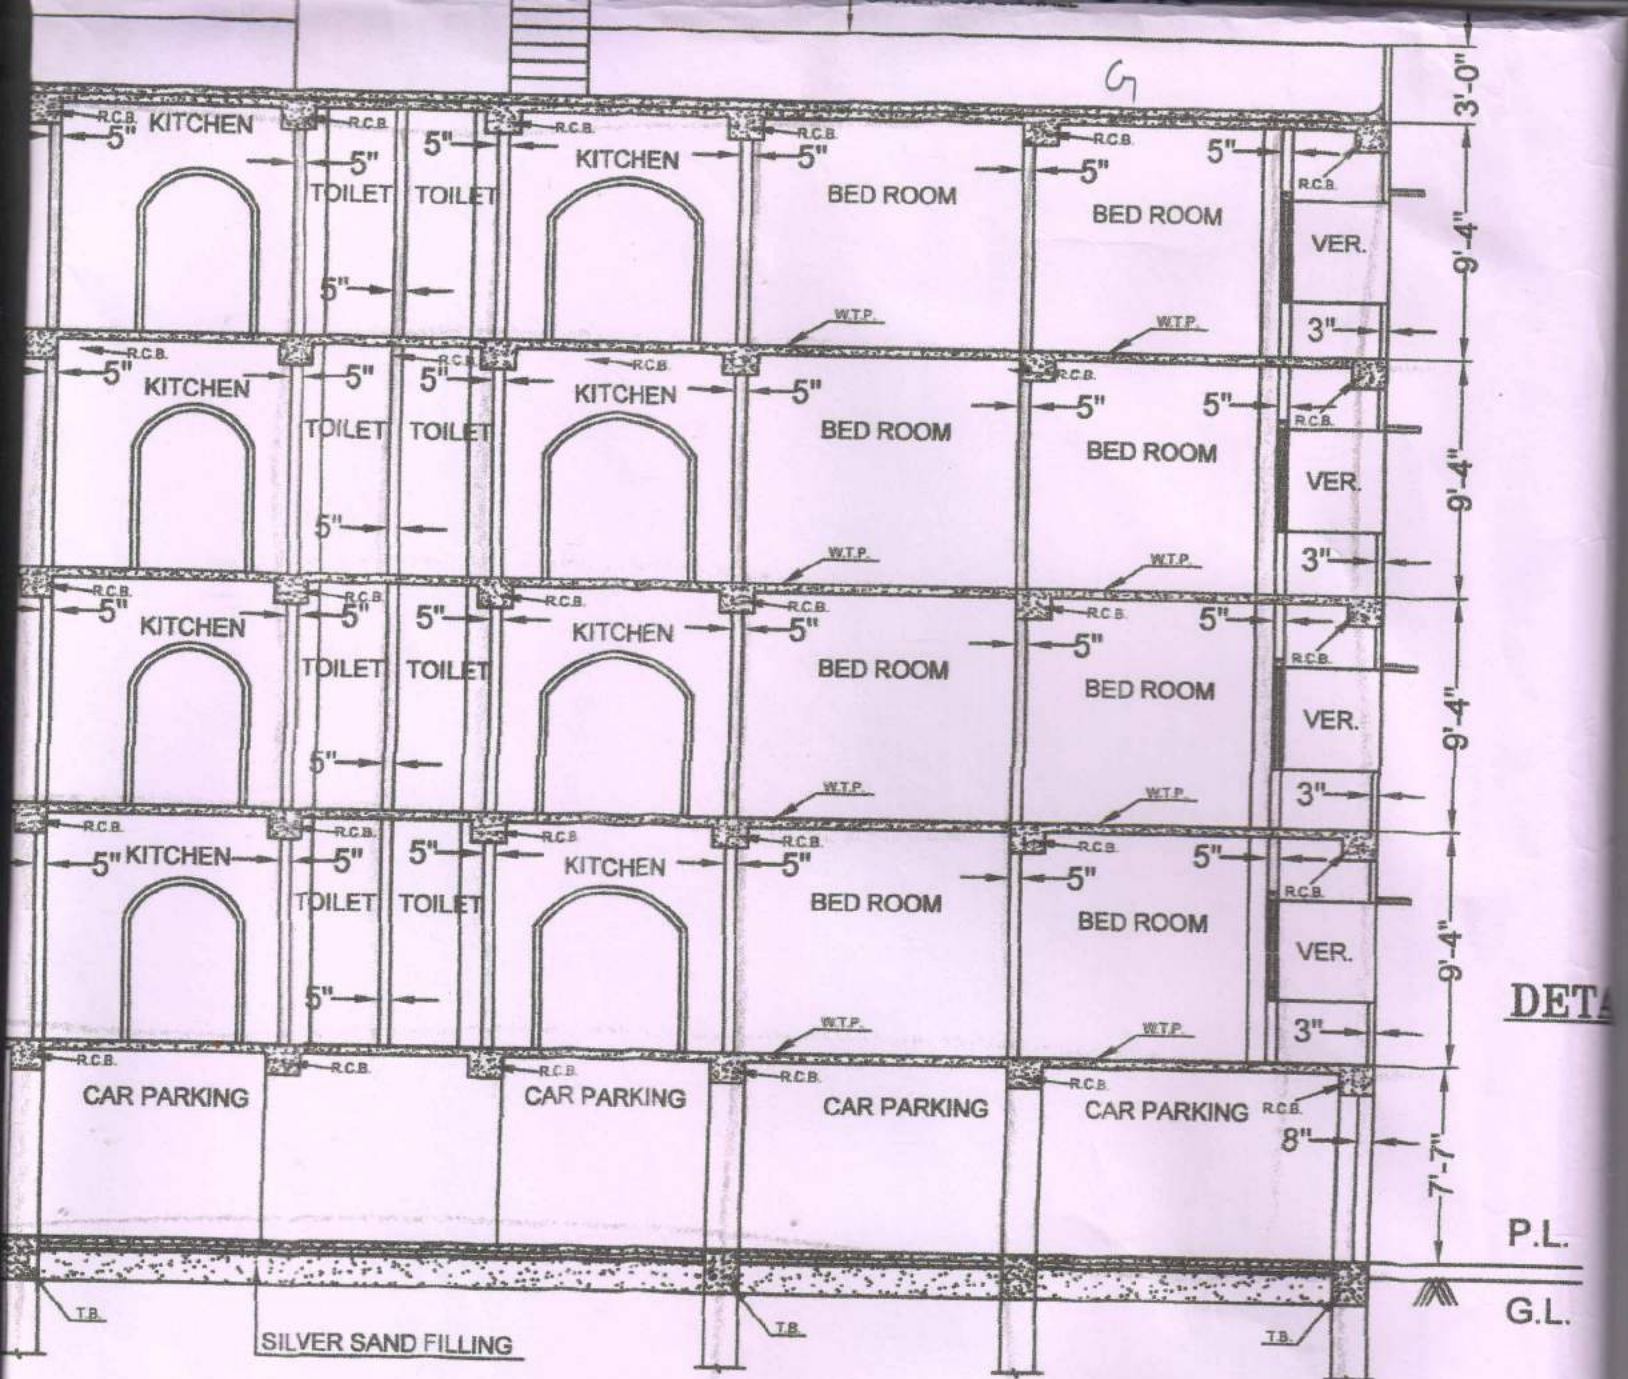 5
3'-0"
R.C.B. KITCHEN R.C.B. 5" R.C.B. KITCHEN R.C.B. R.C.B. 5"
5" 5" 5" 5" R.C.B.
TOILET TOILET BED ROOM BED ROOM VER. 9'-4"
5" W.T.P. W.T.P. 3"
R.C.B. R.C.B. R.C.B. R.C.B.
5" KITCHEN 5" 5" KITCHEN 5" 5" 5" R.C.B.
TOILET TOILET BED ROOM BED ROOM VER. 9'-4"
5" W.T.P. W.T.P. 3"
R.C.B. R.C.B. R.C.B. R.C.B. R.C.B.
5" KITCHEN 5" 5" KITCHEN 5" 5" 5" R.C.B.
TOILET TOILET BED ROOM BED ROOM VER. 9'-4"
5" W.T.P. W.T.P. 3"
R.C.B. R.C.B. R.C.B. R.C.B. R.C.B.
5" KITCHEN 5" 5" KITCHEN 5" 5" 5" R.C.B.
TOILET TOILET BED ROOM BED ROOM VER. 9'-4"
5" W.T.P. W.T.P. 3"
DETA
R.C.B. R.C.B. R.C.B. R.C.B. R.C.B. R.C.B.
CAR PARKING CAR PARKING CAR PARKING CAR PARKING
8" 7'-7"
P.L.
G.L.
T.B. T.B. T.B.
SILVER SAND FILLING